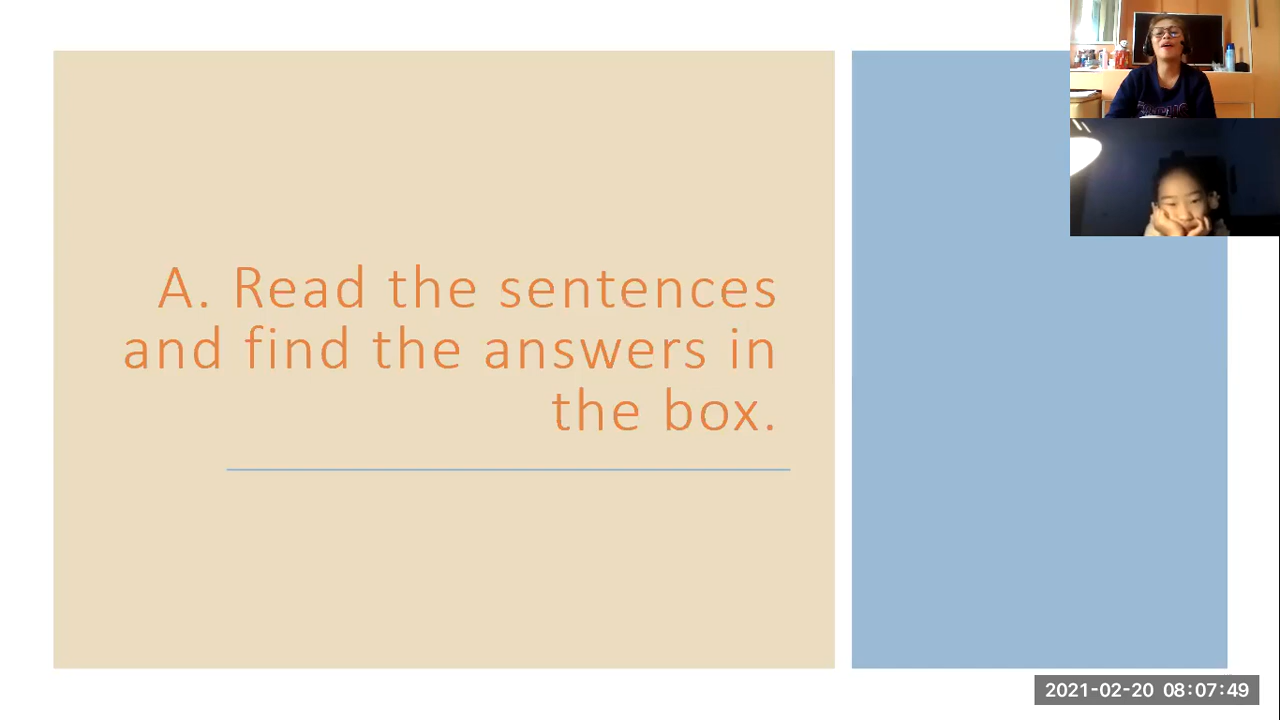 A. Read the sentences
and find the answers in
the box.
2021-02-20 08:07:49